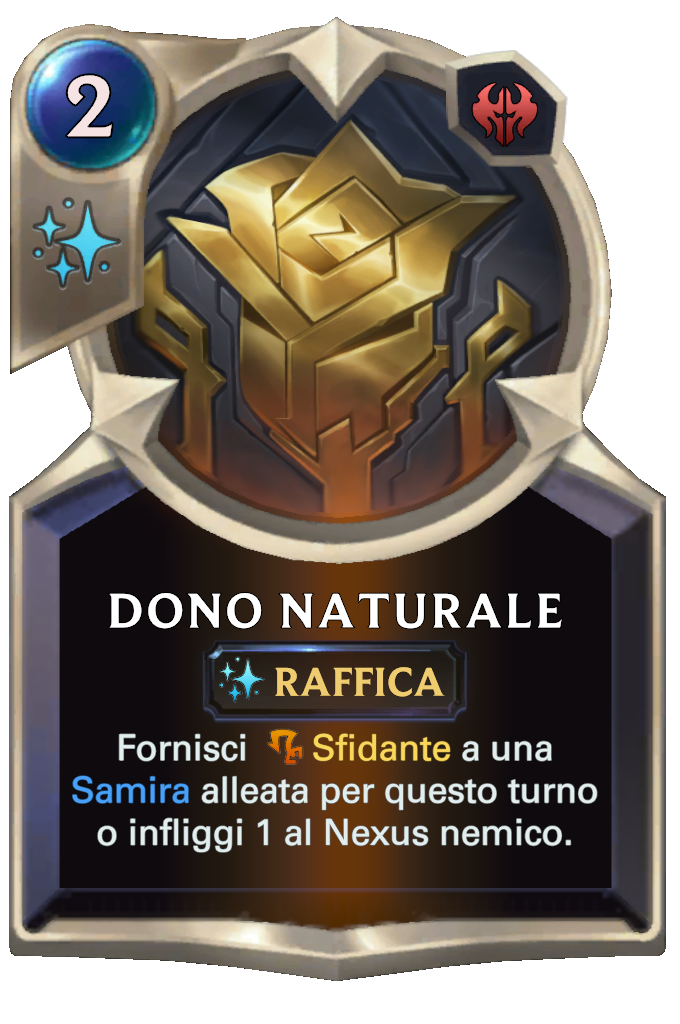 2
DONO NATURALE
RAFFICA
Fornisci Sfidante a una
Samira alleata per questo turno
o infliggi 1 al Nexus nemico.